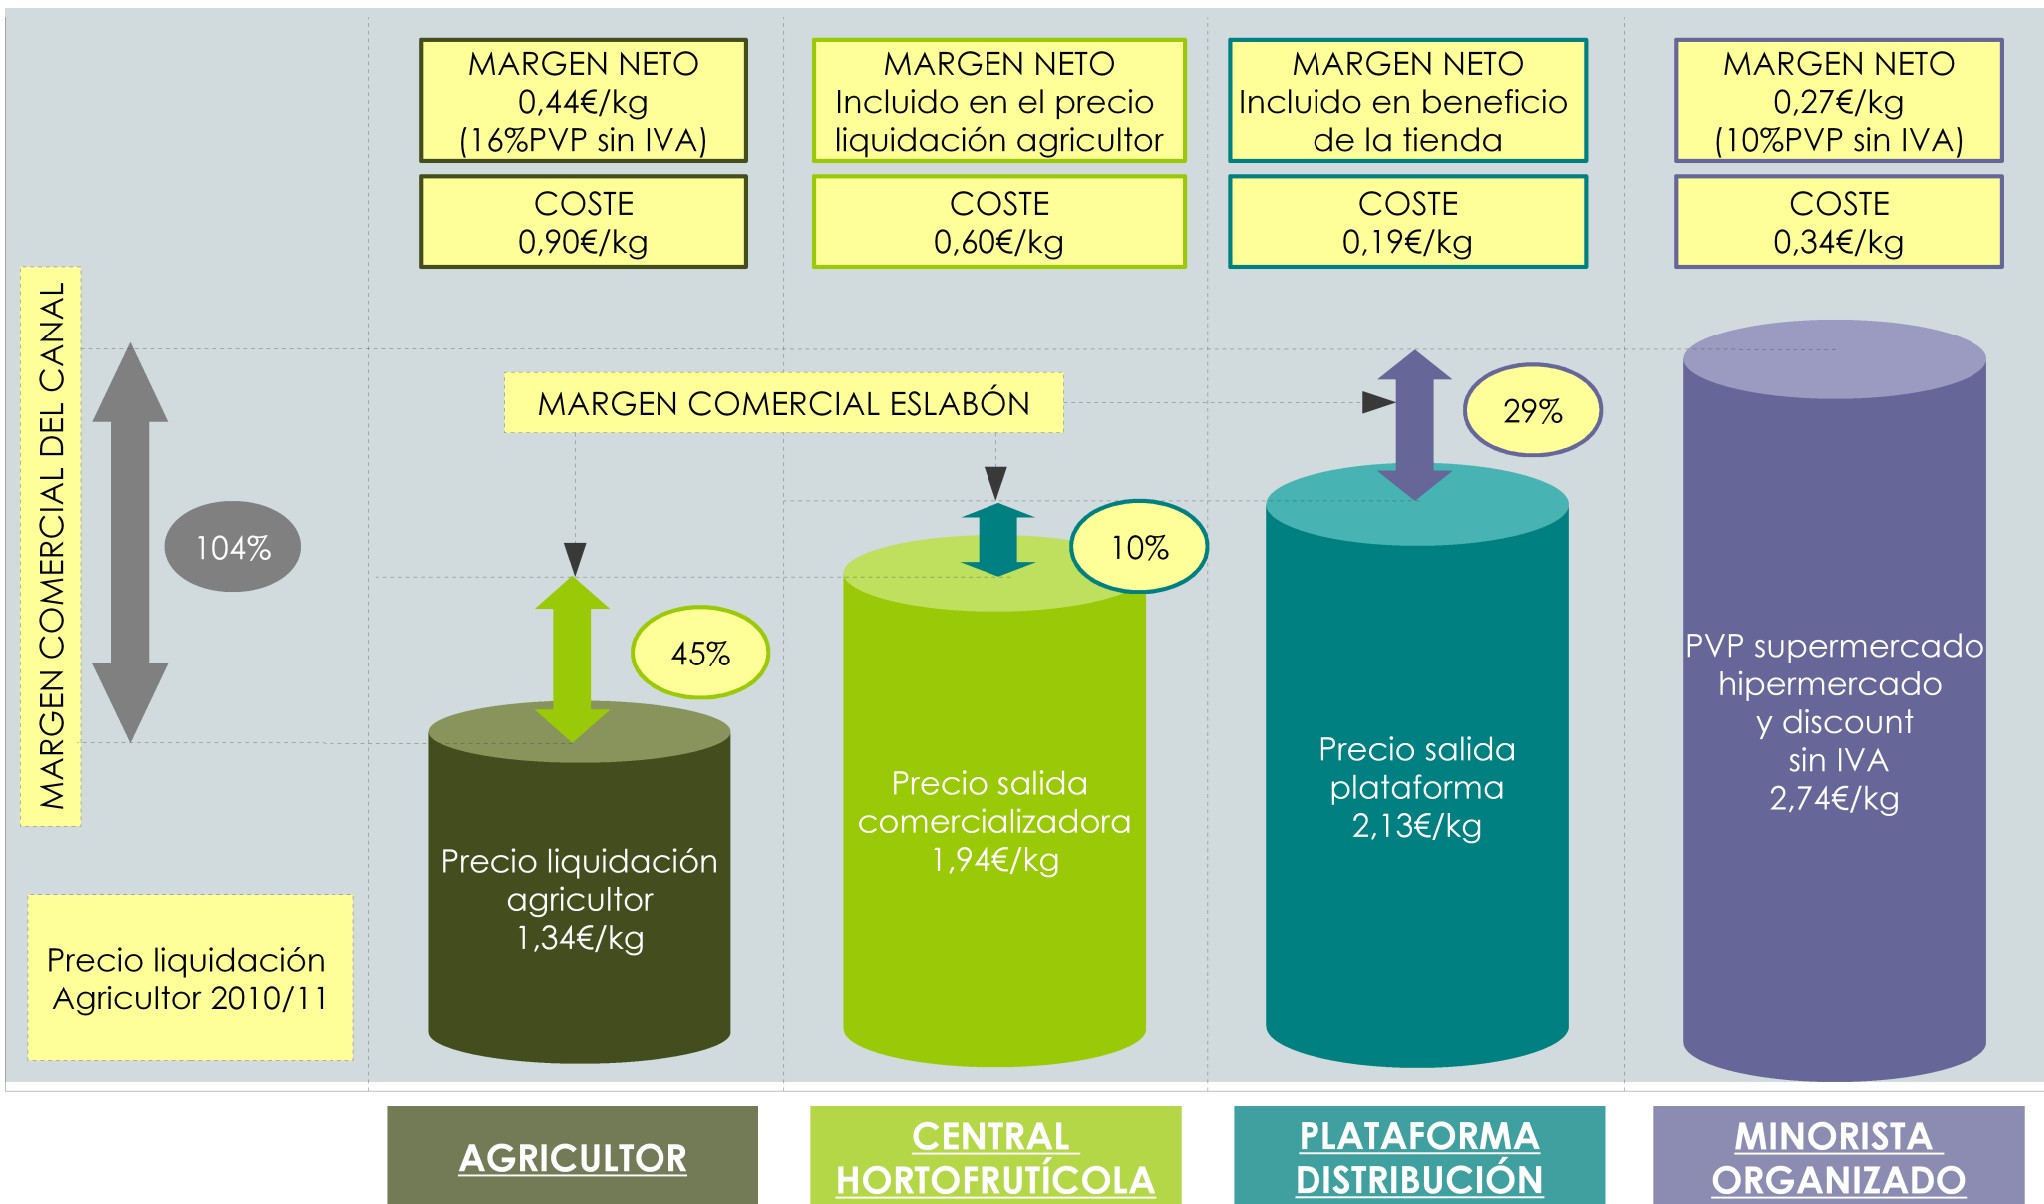 MARGEN NETO
0,44€/kg
(16%PVP sin IVA)
MARGEN NETO
Incluido en el precio
liquidación agricultor
MARGEN NETO
Incluido en beneficio
de la tienda
MARGEN NETO
0,27€/kg
(10%PVP sin IVA)
COSTE
0,90€/kg
COSTE
0,60€/kg
COSTE
0,19€/kg
COSTE
0,34€/kg
MARGEN COMERCIAL DEL CANAL
104%
MARGEN COMERCIAL ESLABÓN
45%
10%
29%
Precio liquidación
Agricultor 2010/11
Precio liquidación
agricultor
1,34€/kg
Precio salida
comercializadora
1,94€/kg
Precio salida
plataforma
2,13€/kg
PVP supermercado
hipermercado
y discount
sin IVA
2,74€/kg
AGRICULTOR
CENTRAL
HORTOFRUTÍCOLA
PLATAFORMA
DISTRIBUCIÓN
MINORISTA
ORGANIZADO